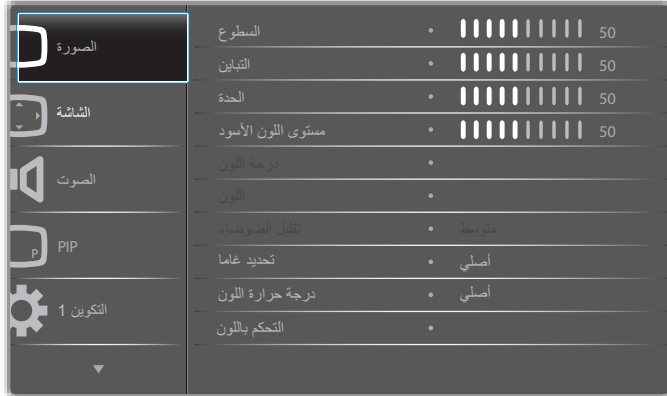 الصورة
الشاشة
الصوت
PIP
P
التكوين 1
السطوع • 50
التباين • 50
الحدة • 50
مستوى اللون الأسود • 50
درجة اللون •
اللون •
تقليل الضوضاء • متوسط
تحديد غاما • أصلي
درجة حرارة اللون • أصلي
التحكم باللون •